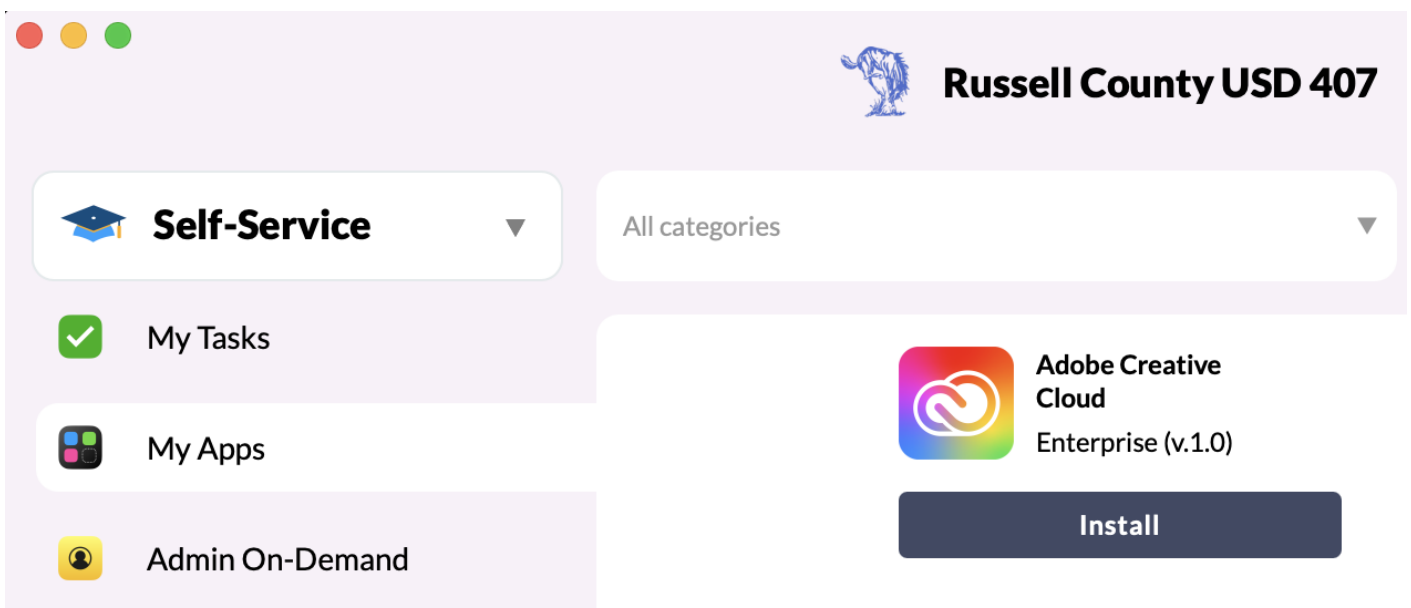 Russell County USD 407
Self-Service
All categories
My Tasks
My Apps
Admin On-Demand
Adobe Creative
Cloud
Enterprise (v.1.0)
Install